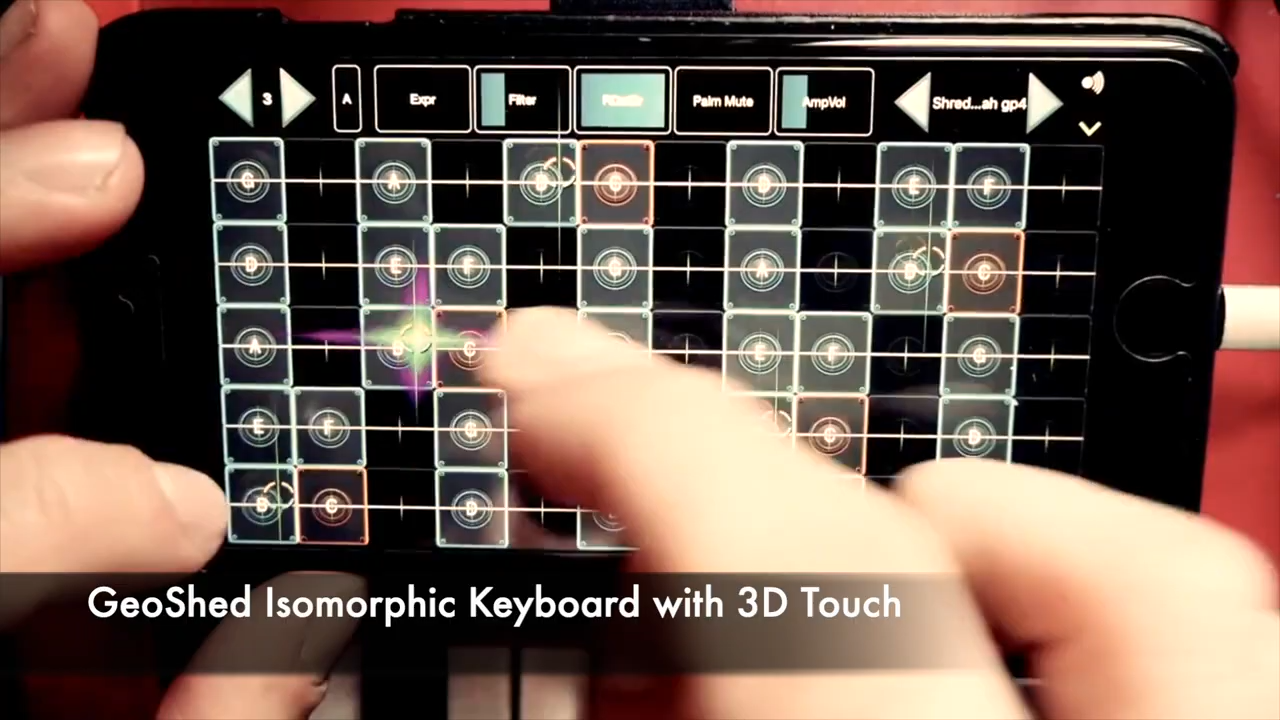 3 A Expr Filter Palm Mute AmpVol Shred...ah gp4
G A B C D E F
D E F G A B C
A B C E F G
E F G C D
B C D
GeoShed Isomorphic Keyboard with 3D Touch